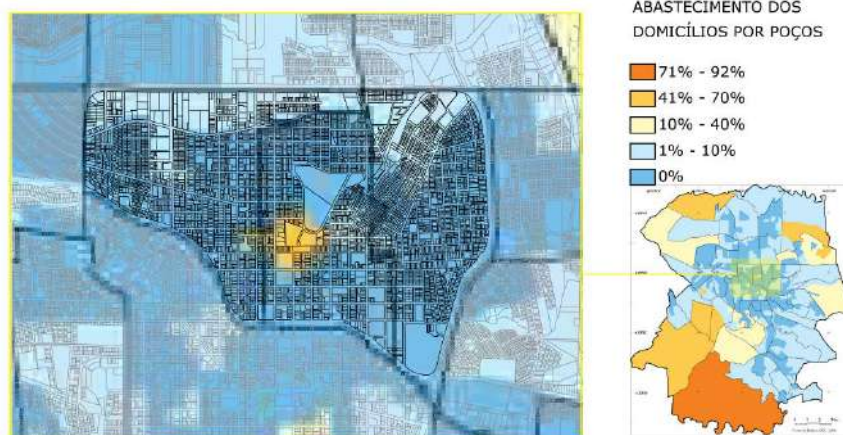 ABASTECIMENTO DOS
DOMICÍLIOS POR POÇOS
71% - 92%
41% - 70%
10% - 40%
1% - 10%
0%